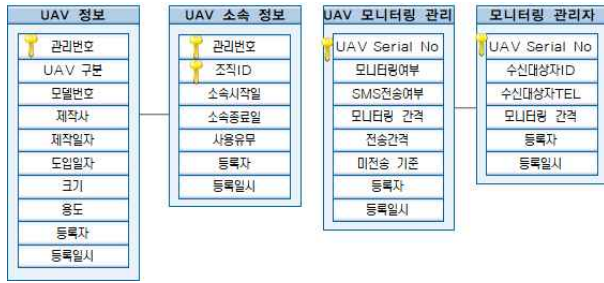 UAV 정보
관리번호
UAV 구분
모델번호
제작사
제작일자
도입일자
크기
용도
등록자
등록일시
UAV 소속 정보
관리번호
조직ID
소속시작일
소속종료일
사용유무
등록자
등록일시
UAV 모니터링 관리
UAV Serial No
모니터링여부
SMS전송여부
모니터링 간격
전송간격
미전송 기준
등록자
등록일시
모니터링 관리자
UAV Serial No
수신대상자ID
수신대상자TEL
모니터링 간격
등록자
등록일시